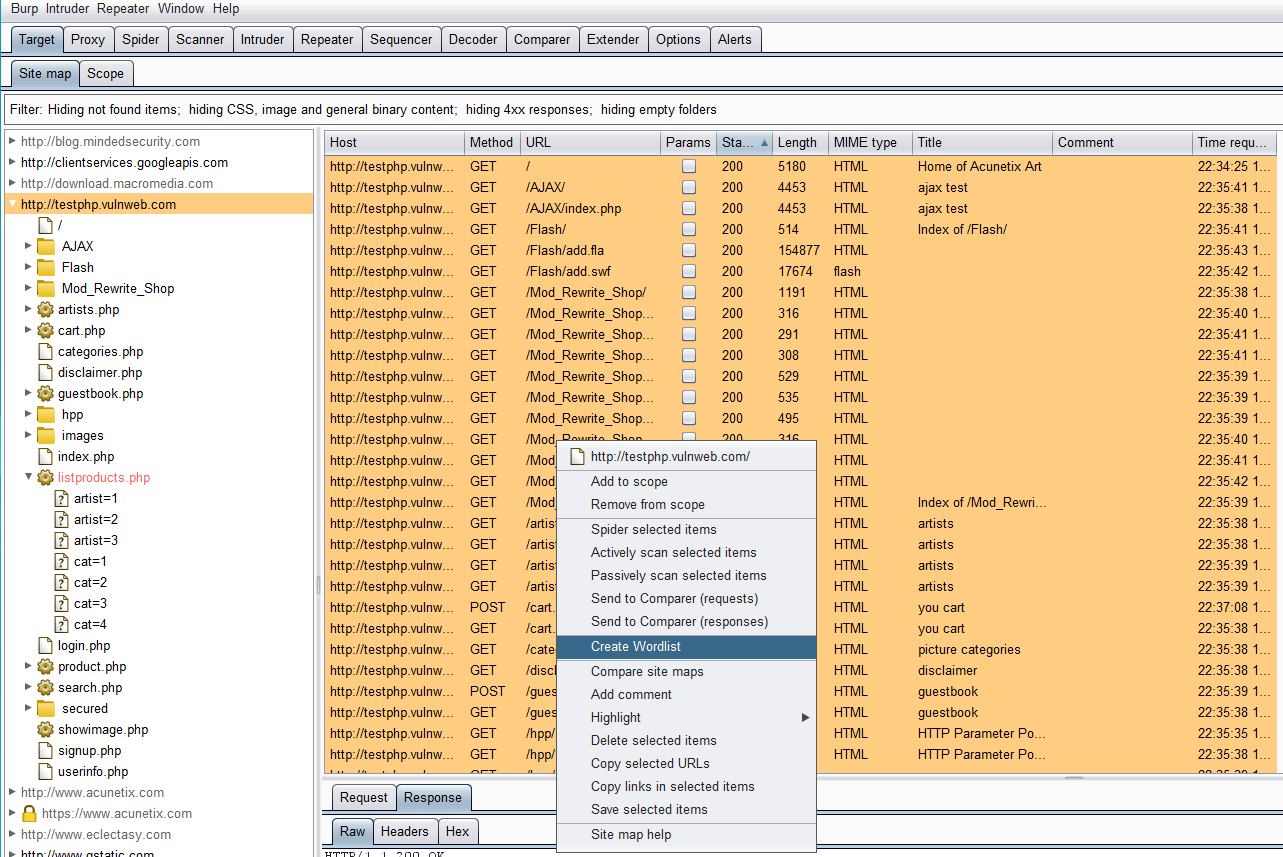 Burp Intruder Repeater Window Help
Target Proxy Spider Scanner Intruder Repeater Sequencer Decoder Comparer Extender Options Alerts
Site map Scope
Filter: Hiding not found items; hiding CSS, image and general binary content; hiding 4xx responses; hiding empty folders
http://blog.mindedsecurity.com
http://clientservices.googleapis.com
http://download.macromedia.com
http://testphp.vulnweb.com
/
AJAX
Flash
Mod_Rewrite_Shop
artists.php
cart.php
categories.php
disclaimer.php
guestbook.php
hpp
images
index.php
listproducts.php
artist=1
artist=2
artist=3
cat=1
cat=2
cat=3
cat=4
login.php
product.php
search.php
secured
showimage.php
signup.php
userinfo.php
http://www.acunetix.com
https://www.acunetix.com
http://www.eclectasy.com
http://www.gstatic.com
Host Method URL Params Sta... Length MIME type Title Comment Time requ...
http://testphp.vulnw... GET / 200 5180 HTML Home of Acunetix Art 22:34:25 1...
http://testphp.vulnw... GET /AJAX/ 200 4453 HTML ajax test 22:35:41 1...
http://testphp.vulnw... GET /AJAX/index.php 200 4453 HTML ajax test 22:35:38 1...
http://testphp.vulnw... GET /Flash/ 200 514 HTML Index of /Flash/ 22:35:41 1...
http://testphp.vulnw... GET /Flash/add.fla 200 154877 HTML 22:35:43 1...
http://testphp.vulnw... GET /Flash/add.swf 200 17674 flash 22:35:42 1...
http://testphp.vulnw... GET /Mod_Rewrite_Shop/ 200 1191 HTML 22:35:38 1...
http://testphp.vulnw... GET /Mod_Rewrite_Shop... 200 316 HTML 22:35:40 1...
http://testphp.vulnw... GET /Mod_Rewrite_Shop... 200 291 HTML 22:35:41 1...
http://testphp.vulnw... GET /Mod_Rewrite_Shop... 200 308 HTML 22:35:41 1...
http://testphp.vulnw... GET /Mod_Rewrite_Shop... 200 529 HTML 22:35:39 1...
http://testphp.vulnw... GET /Mod_Rewrite_Shop... 200 535 HTML 22:35:39 1...
http://testphp.vulnw... GET /Mod_Rewrite_Shop... 200 495 HTML 22:35:39 1...
http://testphp.vulnw... GET /Mod_Rewrite_Shop... 200 316 HTML 22:35:40 1...
http://testphp.vulnw... GET /Mod_ HTML 22:35:41 1...
http://testphp.vulnw... GET /Mod_ HTML 22:35:42 1...
http://testphp.vulnw... GET /Mod_ HTML Index of /Mod_Rewri... 22:35:39 1...
http://testphp.vulnw... GET /artis HTML artists 22:35:38 1...
http://testphp.vulnw... GET /artis HTML artists 22:35:38 1...
http://testphp.vulnw... GET /artis HTML artists 22:35:38 1...
http://testphp.vulnw... GET /artis HTML artists 22:35:39 1...
http://testphp.vulnw... POST /cart. HTML you cart 22:37:08 1...
http://testphp.vulnw... GET /cart. HTML you cart 22:35:38 1...
http://testphp.vulnw... GET /cate HTML picture categories 22:35:38 1...
http://testphp.vulnw... GET /discl HTML disclaimer 22:35:38 1...
http://testphp.vulnw... POST /gues HTML guestbook 22:35:39 1...
http://testphp.vulnw... GET /gues HTML guestbook 22:35:38 1...
http://testphp.vulnw... GET /hpp/ HTML HTTP Parameter Po... 22:35:35 1...
http://testphp.vulnw... GET /hpp/ HTML HTTP Parameter Po... 22:35:38 1...
http://testphp.vulnw... GET
http://testphp.vulnweb.com/
Add to scope
Remove from scope
Spider selected items
Actively scan selected items
Passively scan selected items
Send to Comparer (requests)
Send to Comparer (responses)
Create Wordlist
Compare site maps
Add comment
Highlight
Delete selected items
Copy selected URLs
Copy links in selected items
Save selected items
Site map help
Request Response
Raw Headers Hex
HTTP/1.1 200 OK